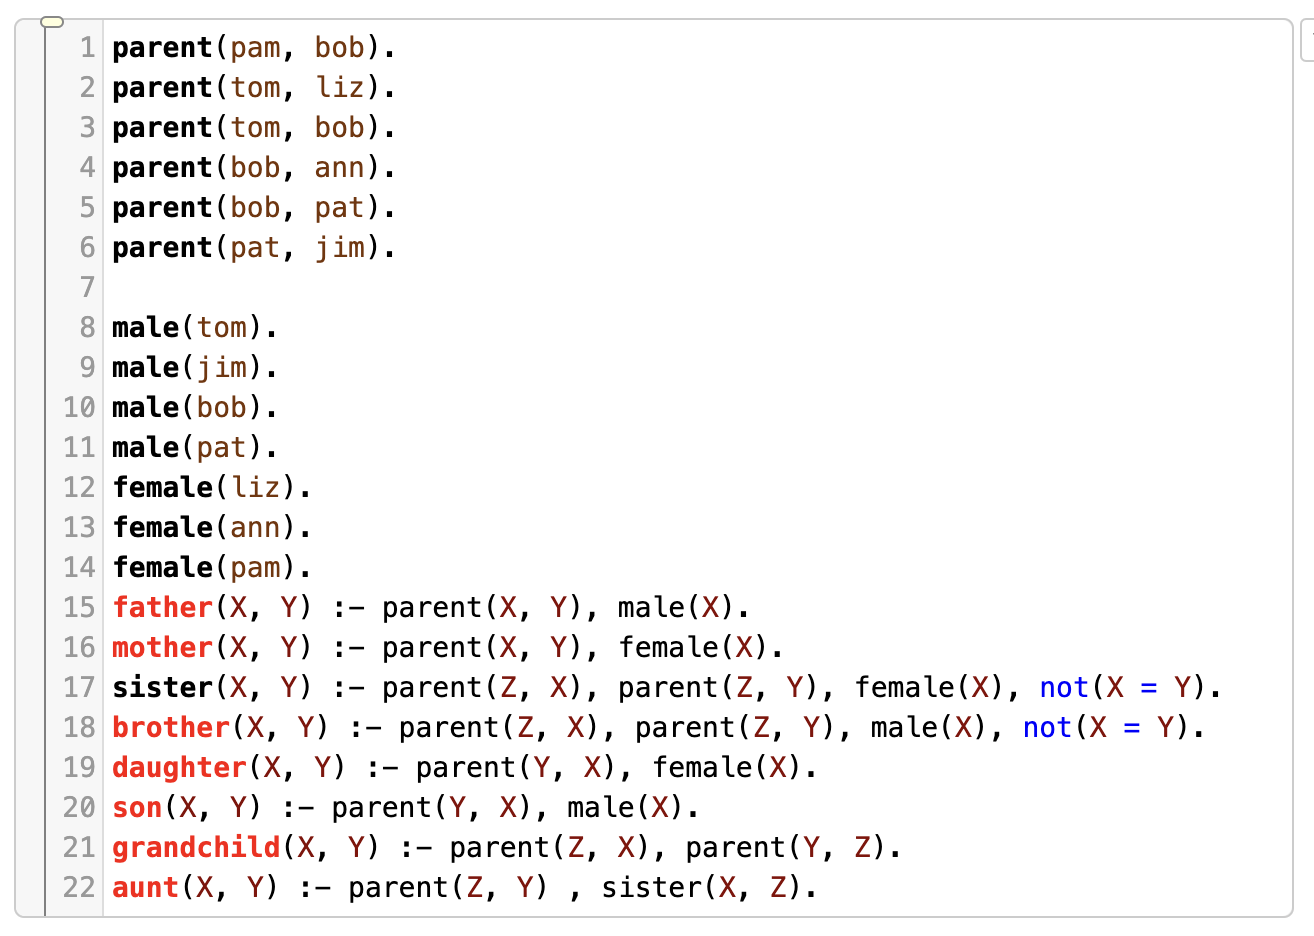 1 parent(pam, bob).
2 parent(tom, liz).
3 parent(tom, bob).
4 parent(bob, ann).
5 parent(bob, pat).
6 parent(pat, jim).
7
8 male(tom).
9 male(jim).
10 male(bob).
11 male(pat).
12 female(liz).
13 female(ann).
14 female(pam).
15 father(X, Y) :- parent(X, Y), male(X).
16 mother(X, Y) :- parent(X, Y), female(X).
17 sister(X, Y) :- parent(Z, X), parent(Z, Y), female(X), not(X = Y).
18 brother(X, Y) :- parent(Z, X), parent(Z, Y), male(X), not(X = Y).
19 daughter(X, Y) :- parent(Y, X), female(X).
20 son(X, Y) :- parent(Y, X), male(X).
21 grandchild(X, Y) :- parent(Z, X), parent(Y, Z).
22 aunt(X, Y) :- parent(Z, Y) , sister(X, Z).